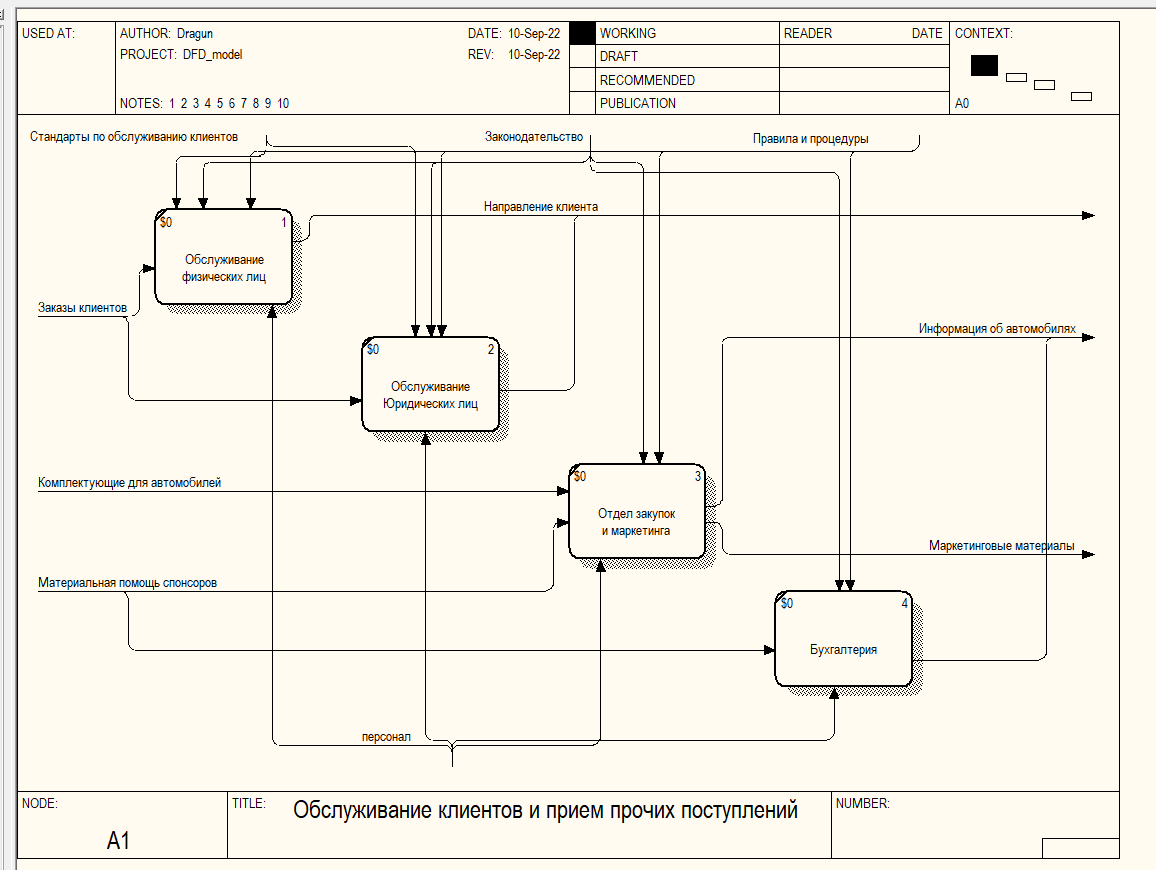 USED AT:
AUTHOR: Dragun
DATE: 10-Sep-22
WORKING
READER
DATE
CONTEXT:
PROJECT: DFD_model
REV: 10-Sep-22
DRAFT
RECOMMENDED
NOTES: 1 2 3 4 5 6 7 8 9 10
PUBLICATION
A0
Стандарты по обслуживанию клиентов
Законодательство
Правила и процедуры
Направление клиента
$0
1
Обслуживание
физических лиц
Заказы клиентов
Информация об автомобилях
$0
2
Обслуживание
Юридических лиц
Комплектующие для автомобилей
$0
3
Отдел закупок
и маркетинга
Маркетинговые материалы
Материальная помощь спонсоров
$0
4
Бухгалтерия
персонал
NODE:
TITLE:
Обслуживание клиентов и прием прочих поступлений
NUMBER:
A1